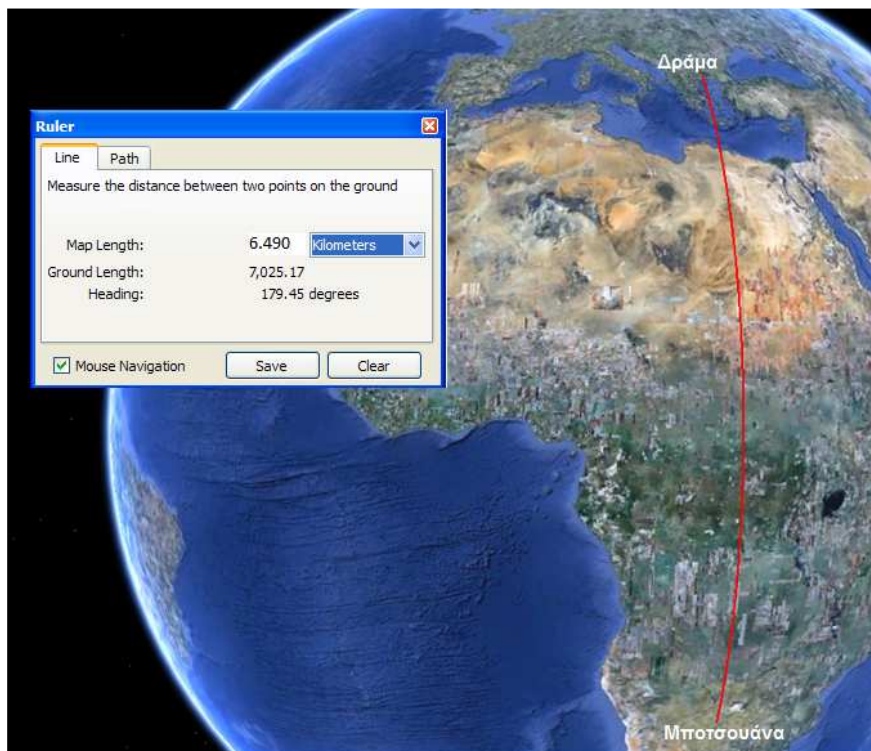 Δράμα
Ruler
Line Path
Measure the distance between two points on the ground
Map Length: 6.490 Kilometers
Ground Length: 7,025.17
Heading: 179.45 degrees
Mouse Navigation Save Clear
Μποτσουάνα